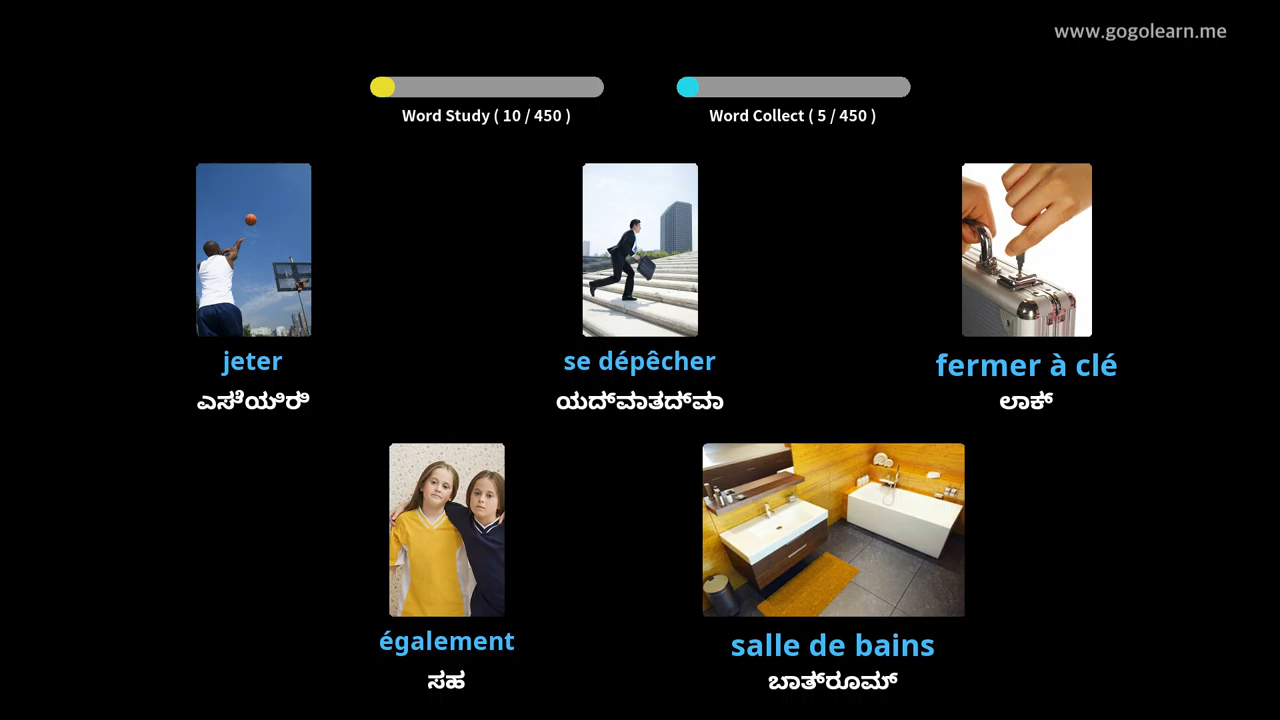 www.gogolearn.me
Word Study ( 10 / 450 )
Word Collect ( 5 / 450 )
jeter
se dépêcher
fermer à clé
ಎಸೆಯಿರಿ
ಯದ್ವಾತದ್ವಾ
ಲಾಕ್
également
salle de bains
ಸಹ
ಬಾತ್ರೂಮ್